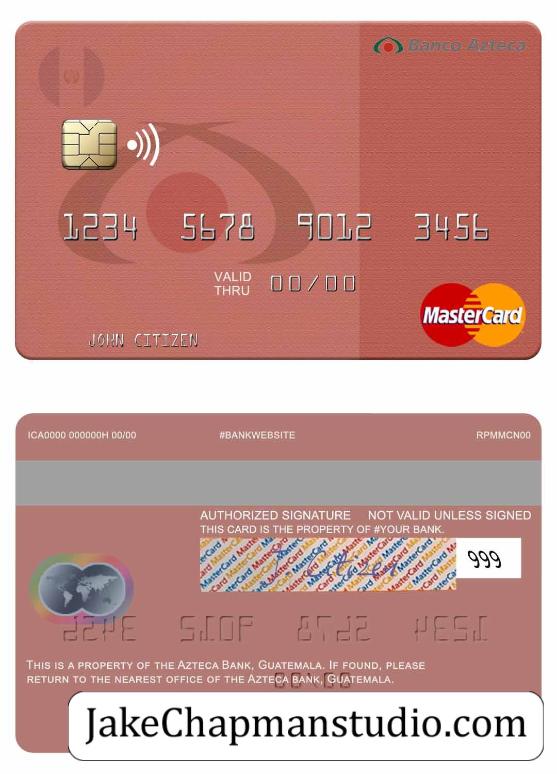 Banco Azteca
1234 5678 9012 3456
VALID
THRU 00/00
MasterCard
JOHN CITIZEN
ICA0000 000000H 00/00 #BANKWEBSITE RPMMCN00
AUTHORIZED SIGNATURE NOT VALID UNLESS SIGNED
THIS CARD IS THE PROPERTY OF #YOUR BANK.
MasterCard MasterCard MasterCard
999
THIS IS A PROPERTY OF THE AZTECA BANK, GUATEMALA. IF FOUND, PLEASE
RETURN TO THE NEAREST OFFICE OF THE AZTECA BANK, GUATEMALA.
JakeChapmanstudio.com